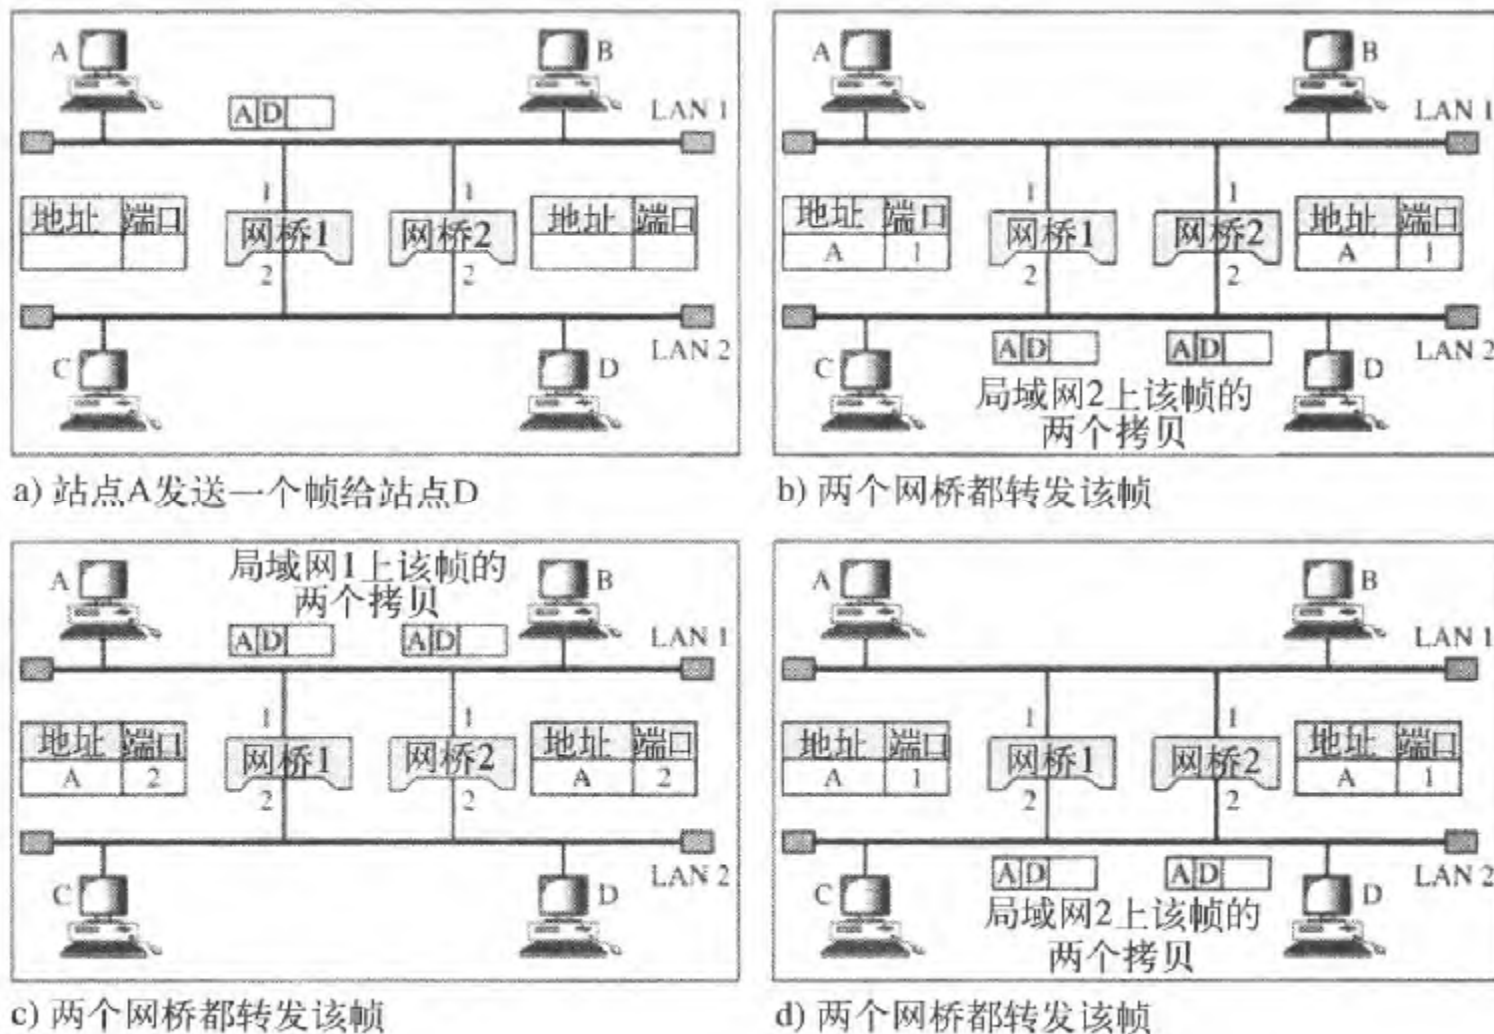 A
B
A D
LAN 1
1
1
地址 端口
网桥1
网桥2
地址 端口
2
2
LAN 2
C
D
a) 站点A发送一个帧给站点D
A
B
LAN 1
1
1
地址 端口
A 1
网桥1
网桥2
地址 端口
A 1
2
2
A D
A D
LAN 2
C
D
局域网2上该帧的
两个拷贝
b) 两个网桥都转发该帧
局域网1上该帧的
两个拷贝
A
B
A D
A D
LAN 1
1
1
地址 端口
A 2
网桥1
网桥2
地址 端口
A 2
2
2
LAN 2
C
D
c) 两个网桥都转发该帧
A
B
LAN 1
1
1
地址 端口
A 1
网桥1
网桥2
地址 端口
A 1
2
2
A D
A D
LAN 2
C
D
局域网2上该帧的
两个拷贝
d) 两个网桥都转发该帧